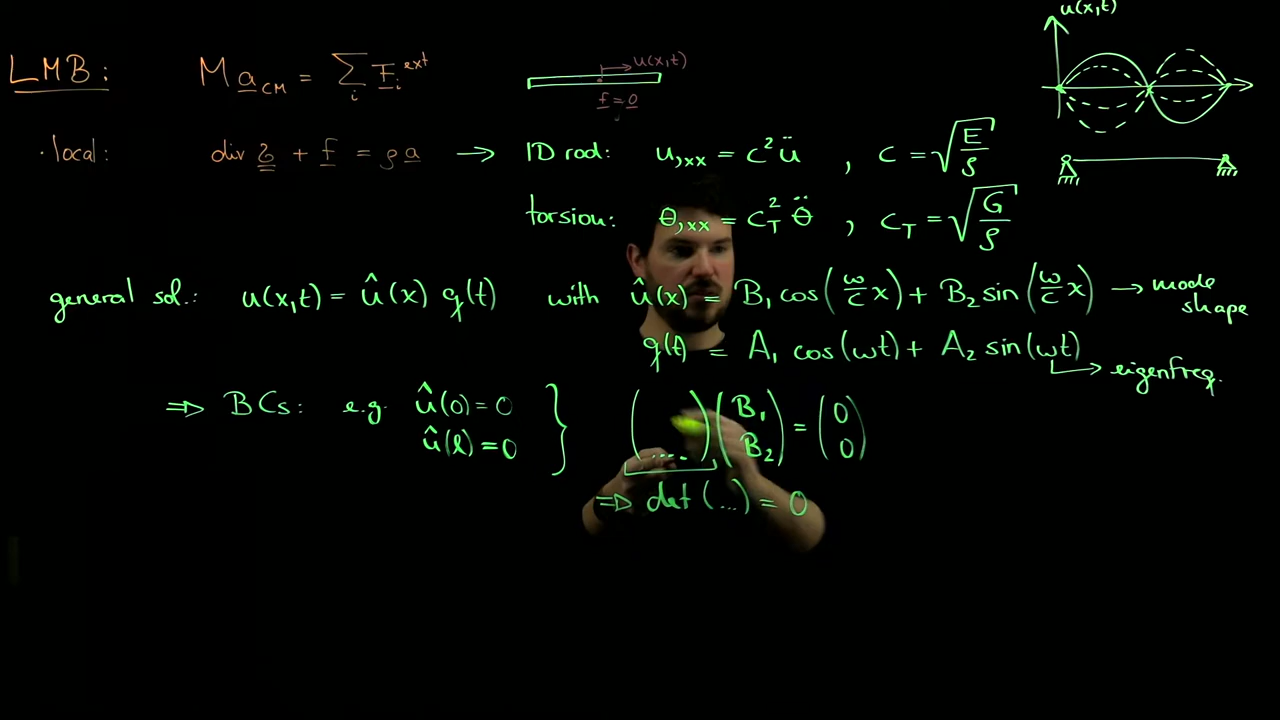 u(x,t)
LMB: M a_CM = Σ_i F_i^ext
u(x,t)
f = 0
· local: div σ + f = ρa → 1D rod: u,xx = c² ü , c = √(E/ρ)
torsion: θ,xx = c_T² θ̈ , c_T = √(G/ρ)
general sol.: u(x,t) = û(x) q(t) with û(x) = B₁ cos(ω/c x) + B₂ sin(ω/c x) → mode shape
q(t) = A₁ cos(ωt) + A₂ sin(ωt)
→ eigenfreq.
⇒ BCs: e.g. û(0) = 0 } ( .... ) (B₁ B₂) = (0 0)
û(l) = 0
⇒ det (...) = 0